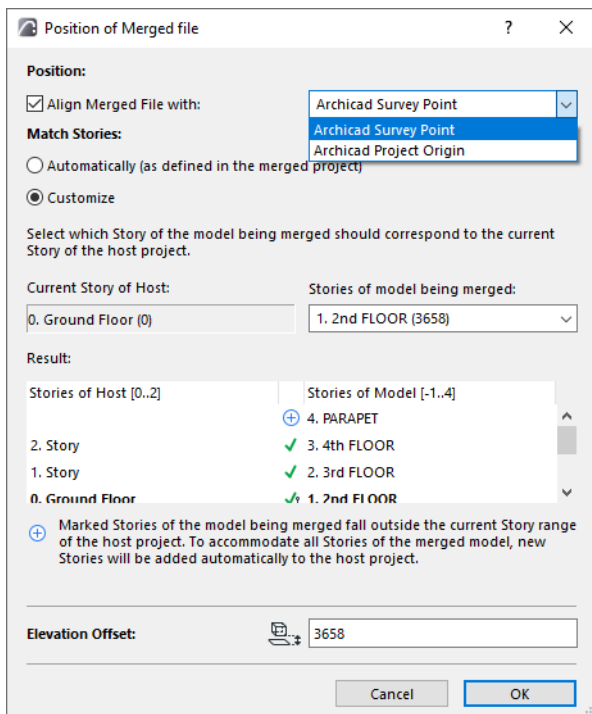 Position of Merged file
?
Position:
Align Merged File with:
Archicad Survey Point
Archicad Survey Point
Archicad Project Origin
Match Stories:
Automatically (as defined in the merged project)
Customize
Select which Story of the model being merged should correspond to the current
Story of the host project.
Current Story of Host:
Stories of model being merged:
0. Ground Floor (0)
1. 2nd FLOOR (3658)
Result:
Stories of Host [0..2]
Stories of Model [-1..4]
4. PARAPET
2. Story
3. 4th FLOOR
1. Story
2. 3rd FLOOR
0. Ground Floor
1. 2nd FLOOR
Marked Stories of the model being merged fall outside the current Story range
of the host project. To accommodate all Stories of the merged model, new
Stories will be added automatically to the host project.
Elevation Offset:
3658
Cancel
OK